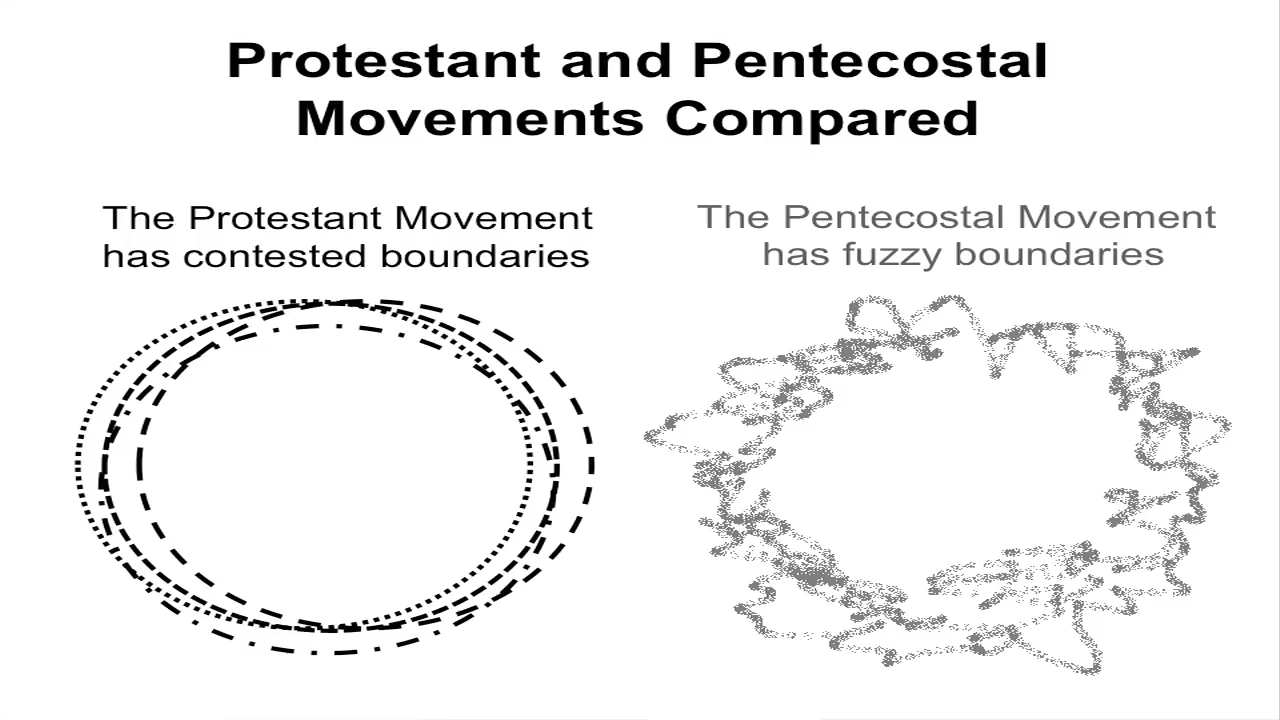 Protestant and Pentecostal
Movements Compared
The Protestant Movement
has contested boundaries
The Pentecostal Movement
has fuzzy boundaries